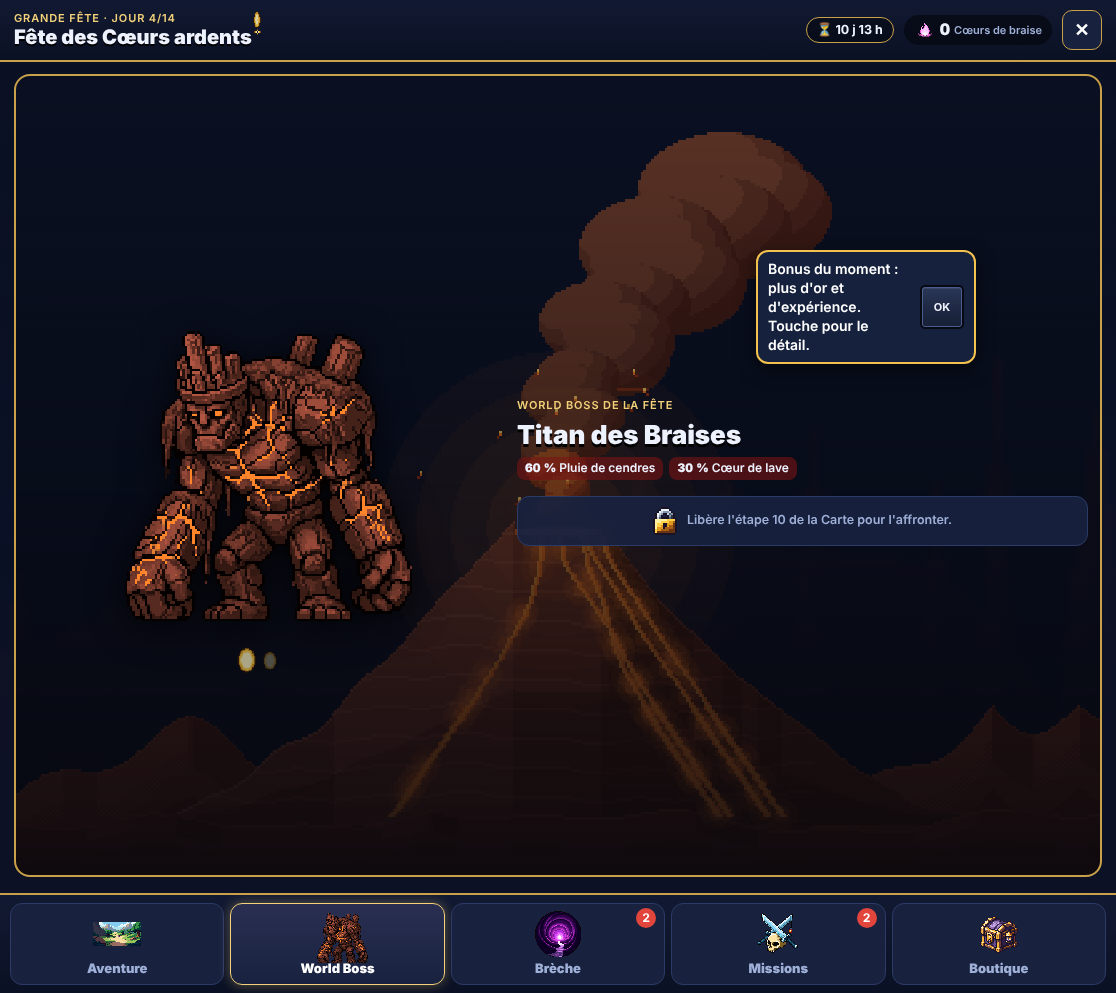 GRANDE FÊTE · JOUR 4/14
Fête des Cœurs ardents
10 j 13 h
0 Cœurs de braise
Bonus du moment :
plus d'or et
d'expérience.
Touche pour le
détail.
OK
WORLD BOSS DE LA FÊTE
Titan des Braises
60 % Pluie de cendres
30 % Cœur de lave
Libère l'étape 10 de la Carte pour l'affronter.
Aventure
World Boss
2
Brèche
2
Missions
Boutique